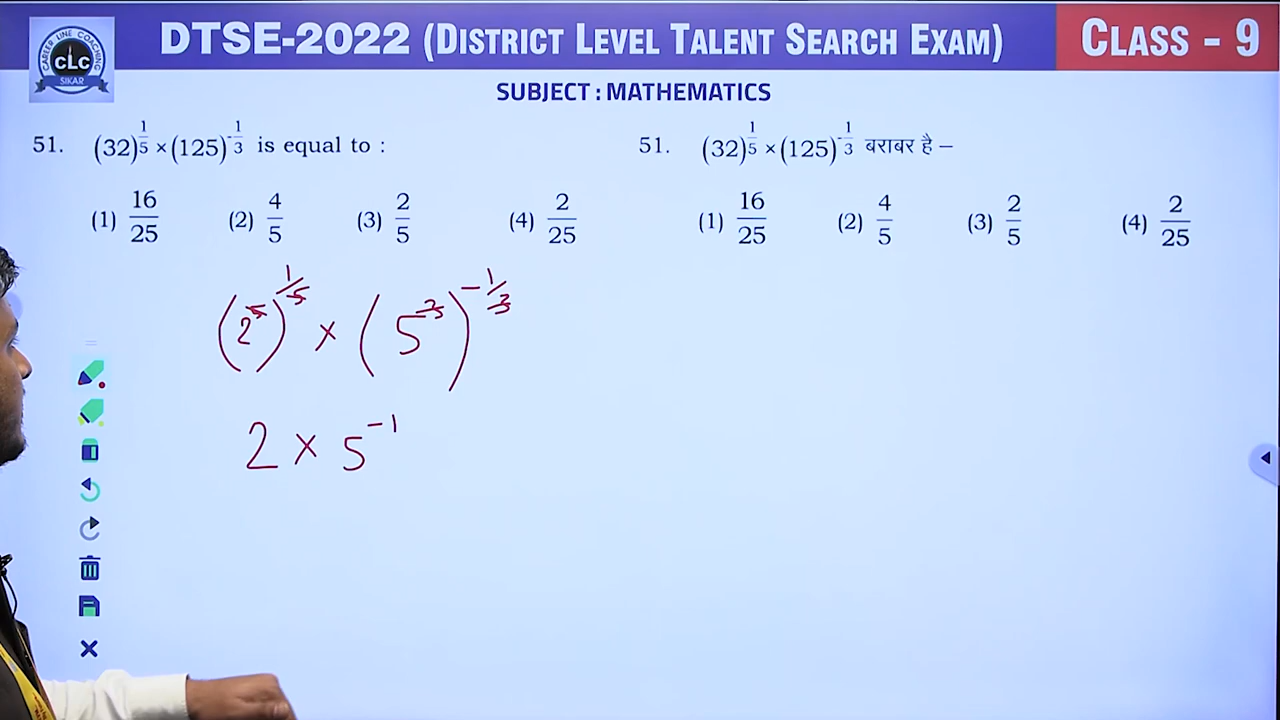 CAREER LINE COACHING
CLC
SIKAR
DTSE-2022 (DISTRICT LEVEL TALENT SEARCH EXAM)
CLASS - 9
SUBJECT : MATHEMATICS
51. (32)^{1/5} × (125)^{-1/3} is equal to :
(1) 16/25 (2) 4/5 (3) 2/5 (4) 2/25
(2^5)^{1/5} × (5^3)^{-1/3}
2 × 5^{-1}
51. (32)^{1/5} × (125)^{-1/3} बराबर है –
(1) 16/25 (2) 4/5 (3) 2/5 (4) 2/25